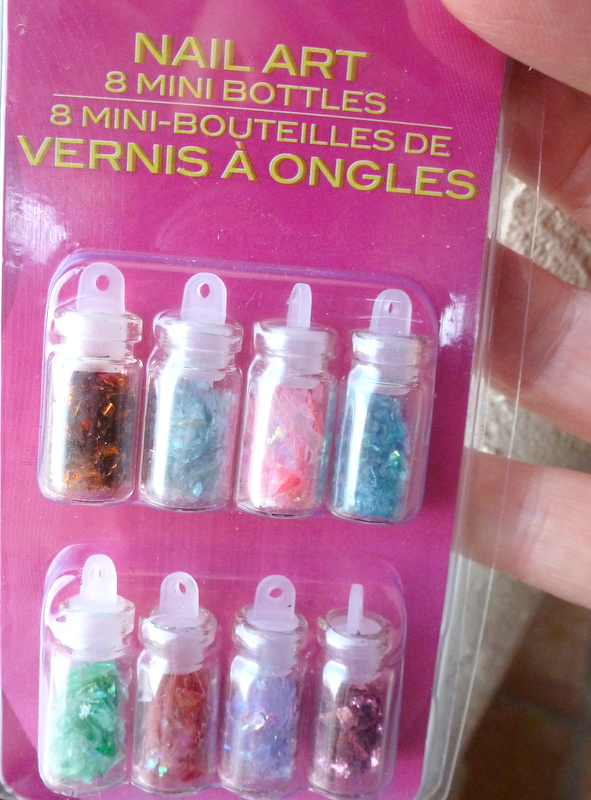 NAIL ART
8 MINI BOTTLES
8 MINI-BOUTEILLES DE
VERNIS À ONGLES